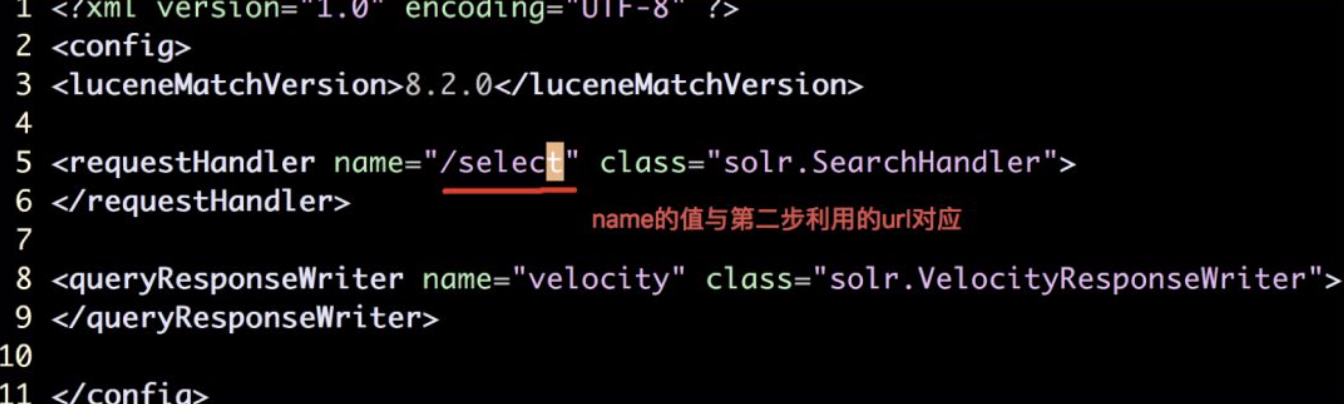 1 <?xml version="1.0" encoding="UTF-8" ?>
2 <config>
3 <luceneMatchVersion>8.2.0</luceneMatchVersion>
4
5 <requestHandler name="/select" class="solr.SearchHandler">
6 </requestHandler>
name的值与第二步利用的url对应
7
8 <queryResponseWriter name="velocity" class="solr.VelocityResponseWriter">
9 </queryResponseWriter>
10
11 </config>